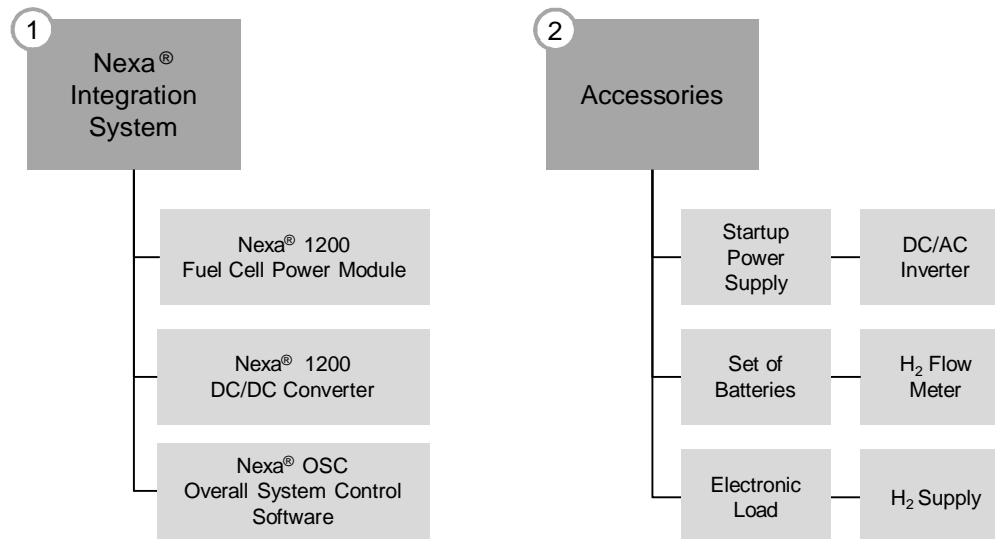 1
Nexa®
Integration
System
Nexa® 1200
Fuel Cell Power Module
Nexa® 1200
DC/DC Converter
Nexa® OSC
Overall System Control
Software
2
Accessories
Startup
Power
Supply
DC/AC
Inverter
Set of
Batteries
H₂ Flow
Meter
Electronic
Load
H₂ Supply